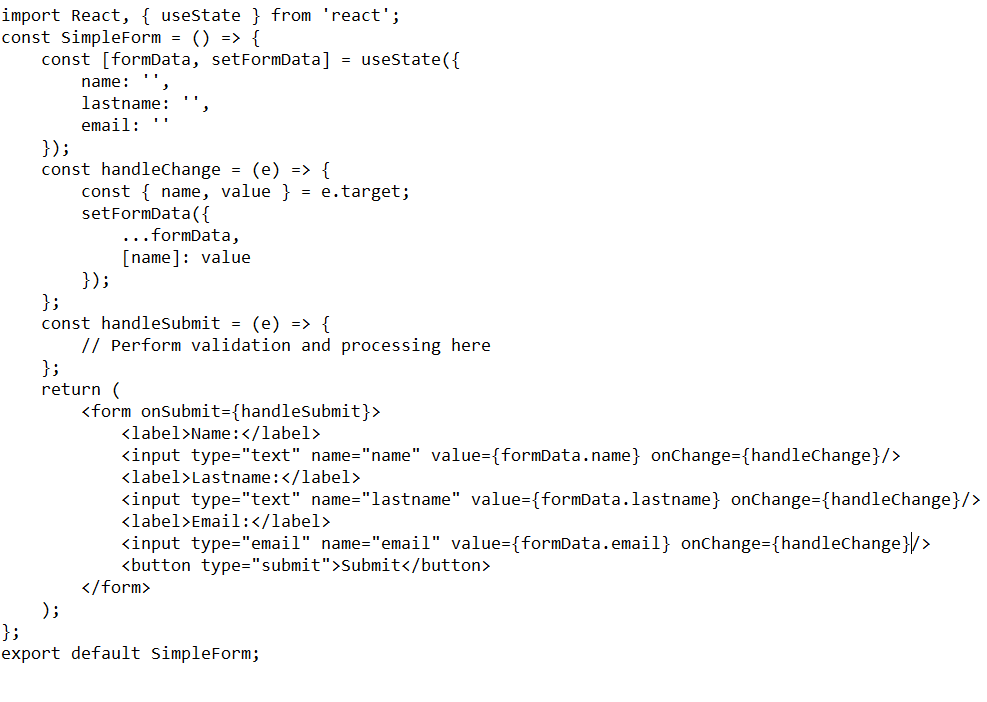 import React, { useState } from 'react';
const SimpleForm = () => {
    const [formData, setFormData] = useState({
        name: '',
        lastname: '',
        email: ''
    });
    const handleChange = (e) => {
        const { name, value } = e.target;
        setFormData({
            ...formData,
            [name]: value
        });
    };
    const handleSubmit = (e) => {
        // Perform validation and processing here
    };
    return (
        <form onSubmit={handleSubmit}>
            <label>Name:</label>
            <input type="text" name="name" value={formData.name} onChange={handleChange}/>
            <label>Lastname:</label>
            <input type="text" name="lastname" value={formData.lastname} onChange={handleChange}/>
            <label>Email:</label>
            <input type="email" name="email" value={formData.email} onChange={handleChange}/>
            <button type="submit">Submit</button>
        </form>
    );
};
export default SimpleForm;